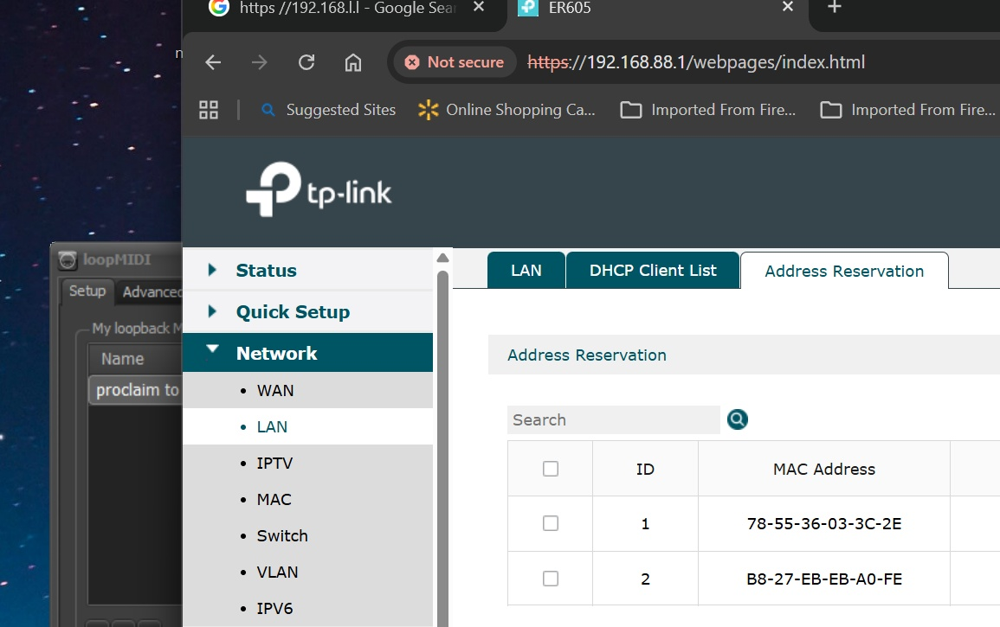 https //192.168.l.l - Google Sear
ER605
n
Not secure
https://192.168.88.1/webpages/index.html
Suggested Sites
Online Shopping Ca...
Imported From Fire...
Imported From Fire...
tp-link
loopMIDI
Setup
Advanced
My loopback M
Name
proclaim to
Status
Quick Setup
Network
WAN
LAN
IPTV
MAC
Switch
VLAN
IPV6
LAN
DHCP Client List
Address Reservation
Address Reservation
Search
ID
MAC Address
1
78-55-36-03-3C-2E
2
B8-27-EB-EB-A0-FE